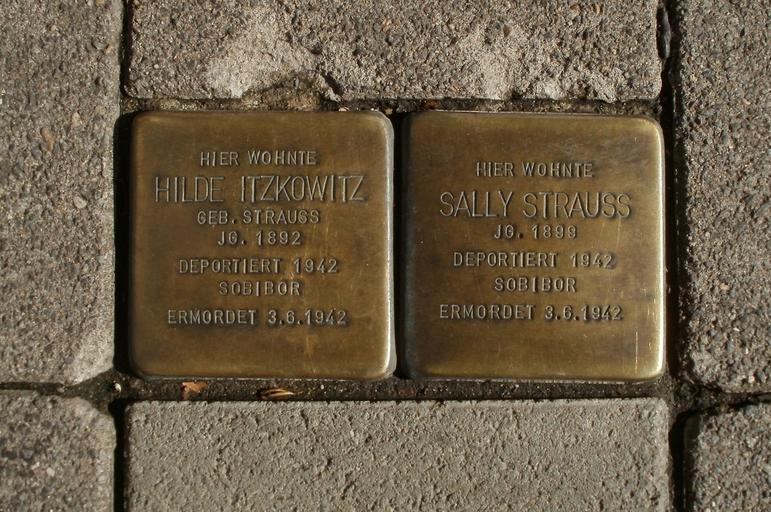 HIER WOHNTE
HILDE ITZKOWITZ
GEB. STRAUSS
JG. 1892
DEPORTIERT 1942
SOBIBOR
ERMORDET 3.6.1942
HIER WOHNTE
SALLY STRAUSS
JG. 1899
DEPORTIERT 1942
SOBIBOR
ERMORDET 3.6.1942